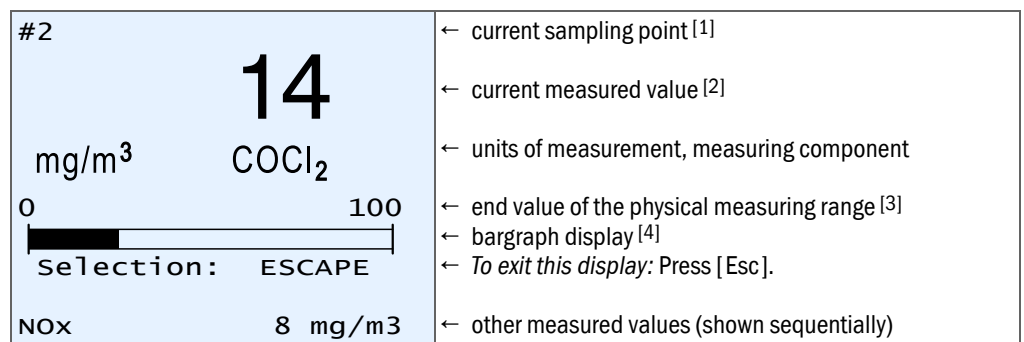 #2 ← current sampling point [1]
14 ← current measured value [2]
mg/m³ COCl₂ ← units of measurement, measuring component
0 100 ← end value of the physical measuring range [3]
← bargraph display [4]
Selection: ESCAPE ← To exit this display: Press [Esc].
NOx 8 mg/m3 ← other measured values (shown sequentially)